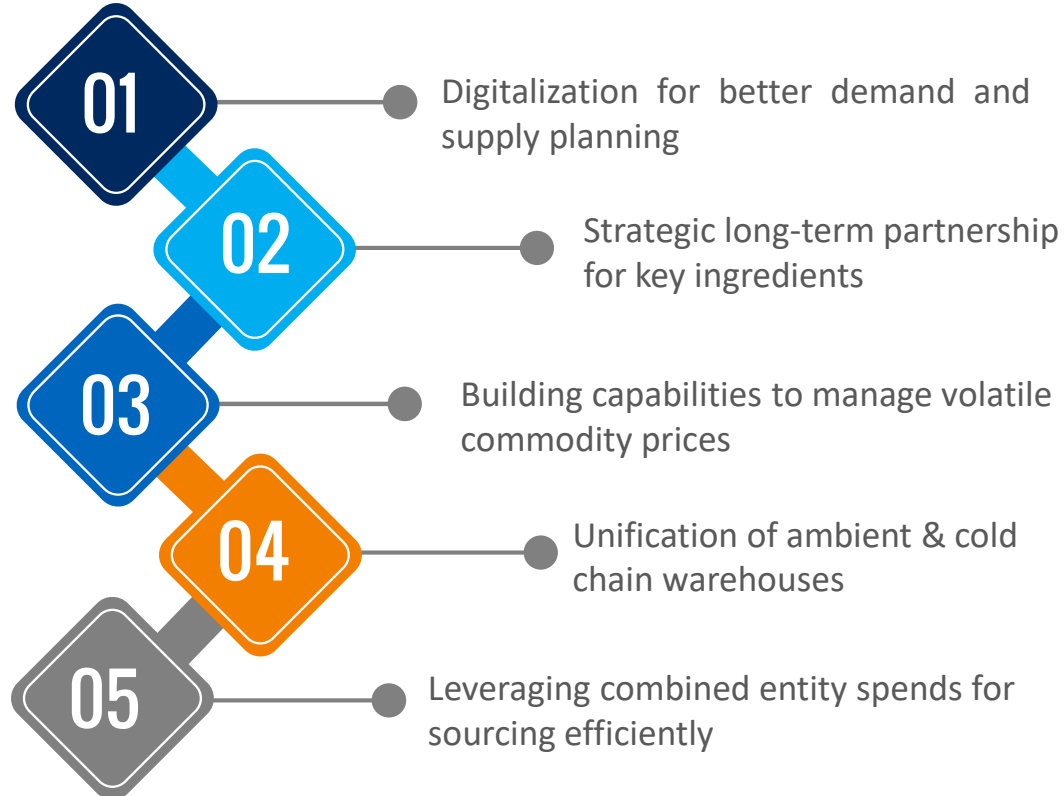 01
Digitalization for better demand and
supply planning
02
Strategic long-term partnership
for key ingredients
03
Building capabilities to manage volatile
commodity prices
04
Unification of ambient & cold
chain warehouses
05
Leveraging combined entity spends for
sourcing efficiently